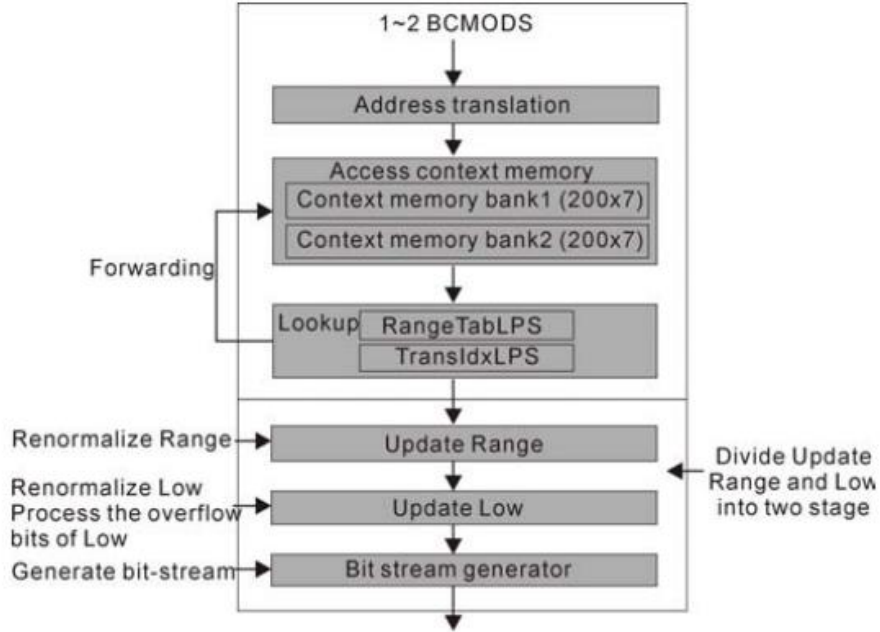 1~2 BCMODS
Address translation
Access context memory
Context memory bank1 (200x7)
Context memory bank2 (200x7)
Forwarding
Lookup
RangeTabLPS
TransIdxLPS
Renormalize Range
Update Range
Divide Update
Range and Low
into two stage
Renormalize Low
Process the overflow
bits of Low
Update Low
Generate bit-stream
Bit stream generator